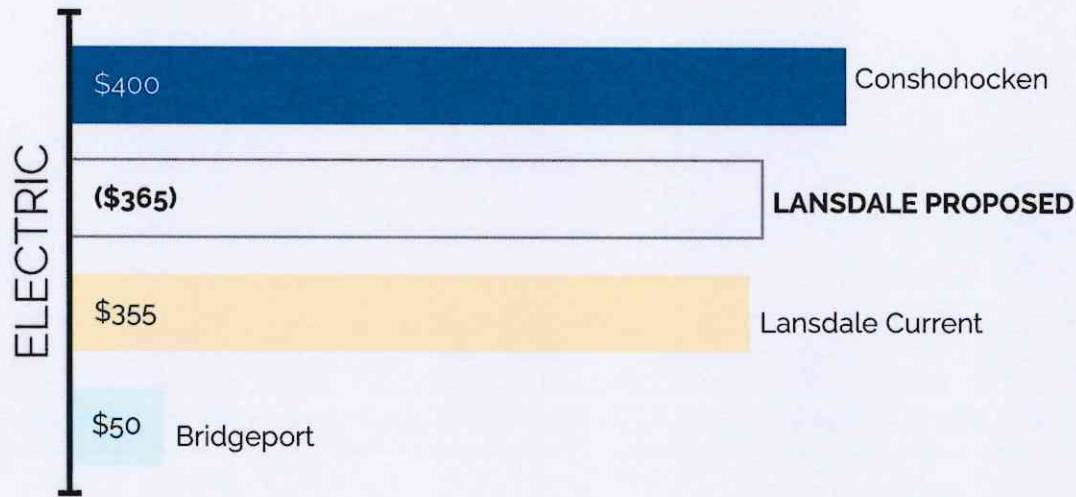 ELECTRIC
$400
Conshohocken
($365)
LANSDALE PROPOSED
$355
Lansdale Current
$50
Bridgeport